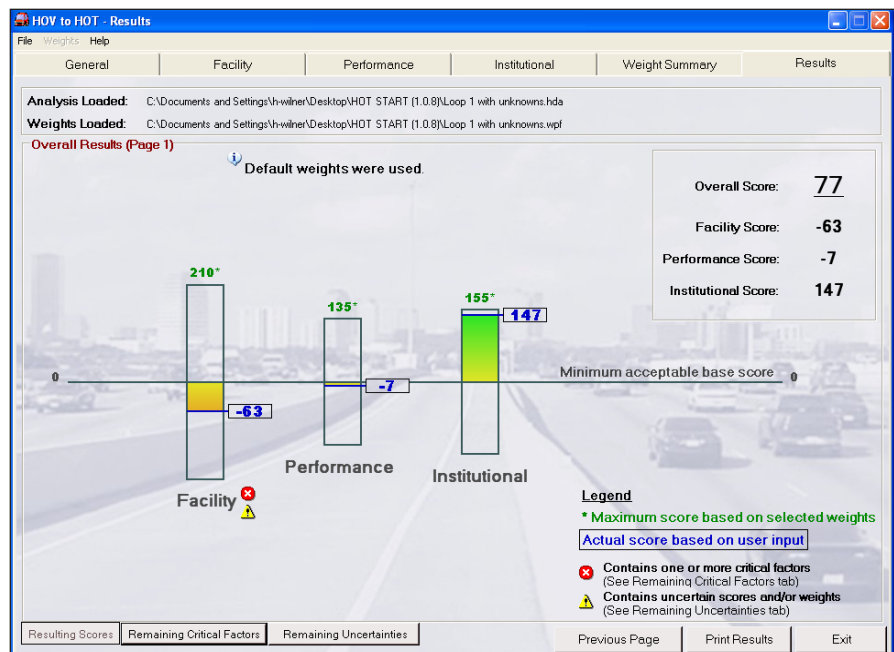 HOV to HOT - Results
File Weights Help
General Facility Performance Institutional Weight Summary Results
Analysis Loaded: C:\Documents and Settings\h-wilner\Desktop\HOT START (1.0.8)\Loop 1 with unknowns.hda
Weights Loaded: C:\Documents and Settings\h-wilner\Desktop\HOT START (1.0.8)\Loop 1 with unknowns.wpf
Overall Results (Page 1)
Default weights were used.
Overall Score: 77
Facility Score: -63
Performance Score: -7
Institutional Score: 147
210*
135*
155*
147
Minimum acceptable base score
0
0
-7
-63
Performance
Institutional
Facility
Legend
* Maximum score based on selected weights
Actual score based on user input
Contains one or more critical factors
(See Remaining Critical Factors tab)
Contains uncertain scores and/or weights
(See Remaining Uncertainties tab)
Resulting Scores Remaining Critical Factors Remaining Uncertainties Previous Page Print Results Exit